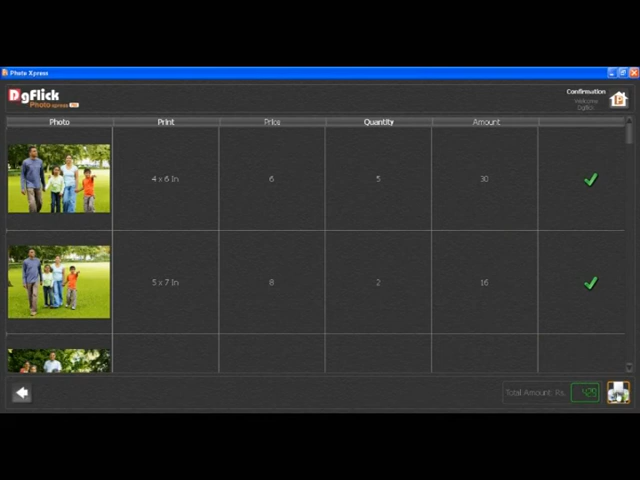 Photo Xpress
DgFlick
Photo xpress
Confirmation
Welcome
Dgflick
Photo Print Price Quantity Amount
4 x 6 In 6 5 30
5 x 7 In 8 2 16
Total Amount: Rs.